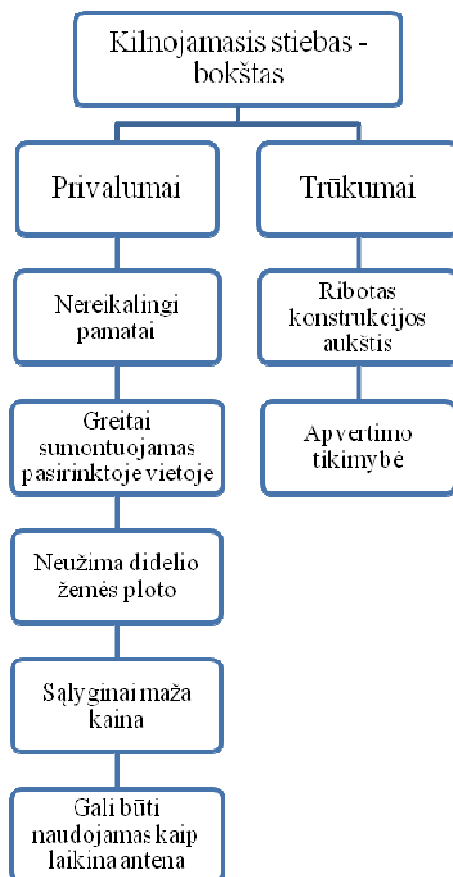 Kilnojamasis stiebas -
bokštas
Privalumai
Trūkumai
Nereikalingi
pamatai
Ribotas
konstrukcijos
aukštis
Greitai
sumontuojamas
pasirinktoje vietoje
Apvertimo
tikimybė
Neužima didelio
žemės ploto
Sąlyginai maža
kaina
Gali būti
naudojamas kaip
laikina antena